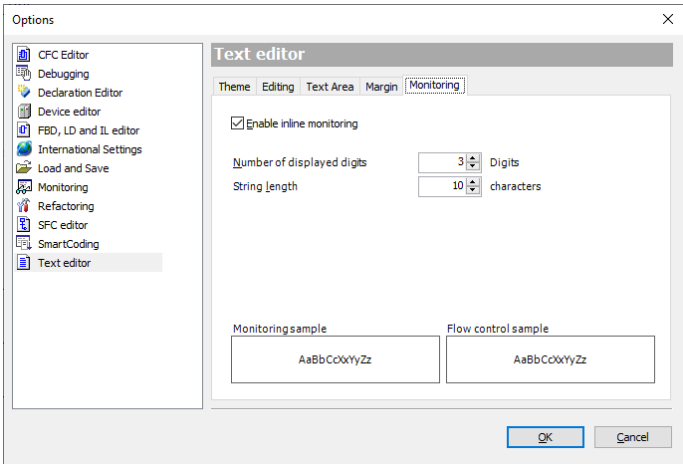 Options
CFC Editor
Debugging
Declaration Editor
Device editor
FBD, LD and IL editor
International Settings
Load and Save
Monitoring
Refactoring
SFC editor
SmartCoding
Text editor
Text editor
Theme Editing Text Area Margin Monitoring
Enable inline monitoring
Number of displayed digits 3 Digits
String length 10 characters
Monitoring sample Flow control sample
AaBbCcXxYyZz AaBbCcXxYyZz
OK Cancel